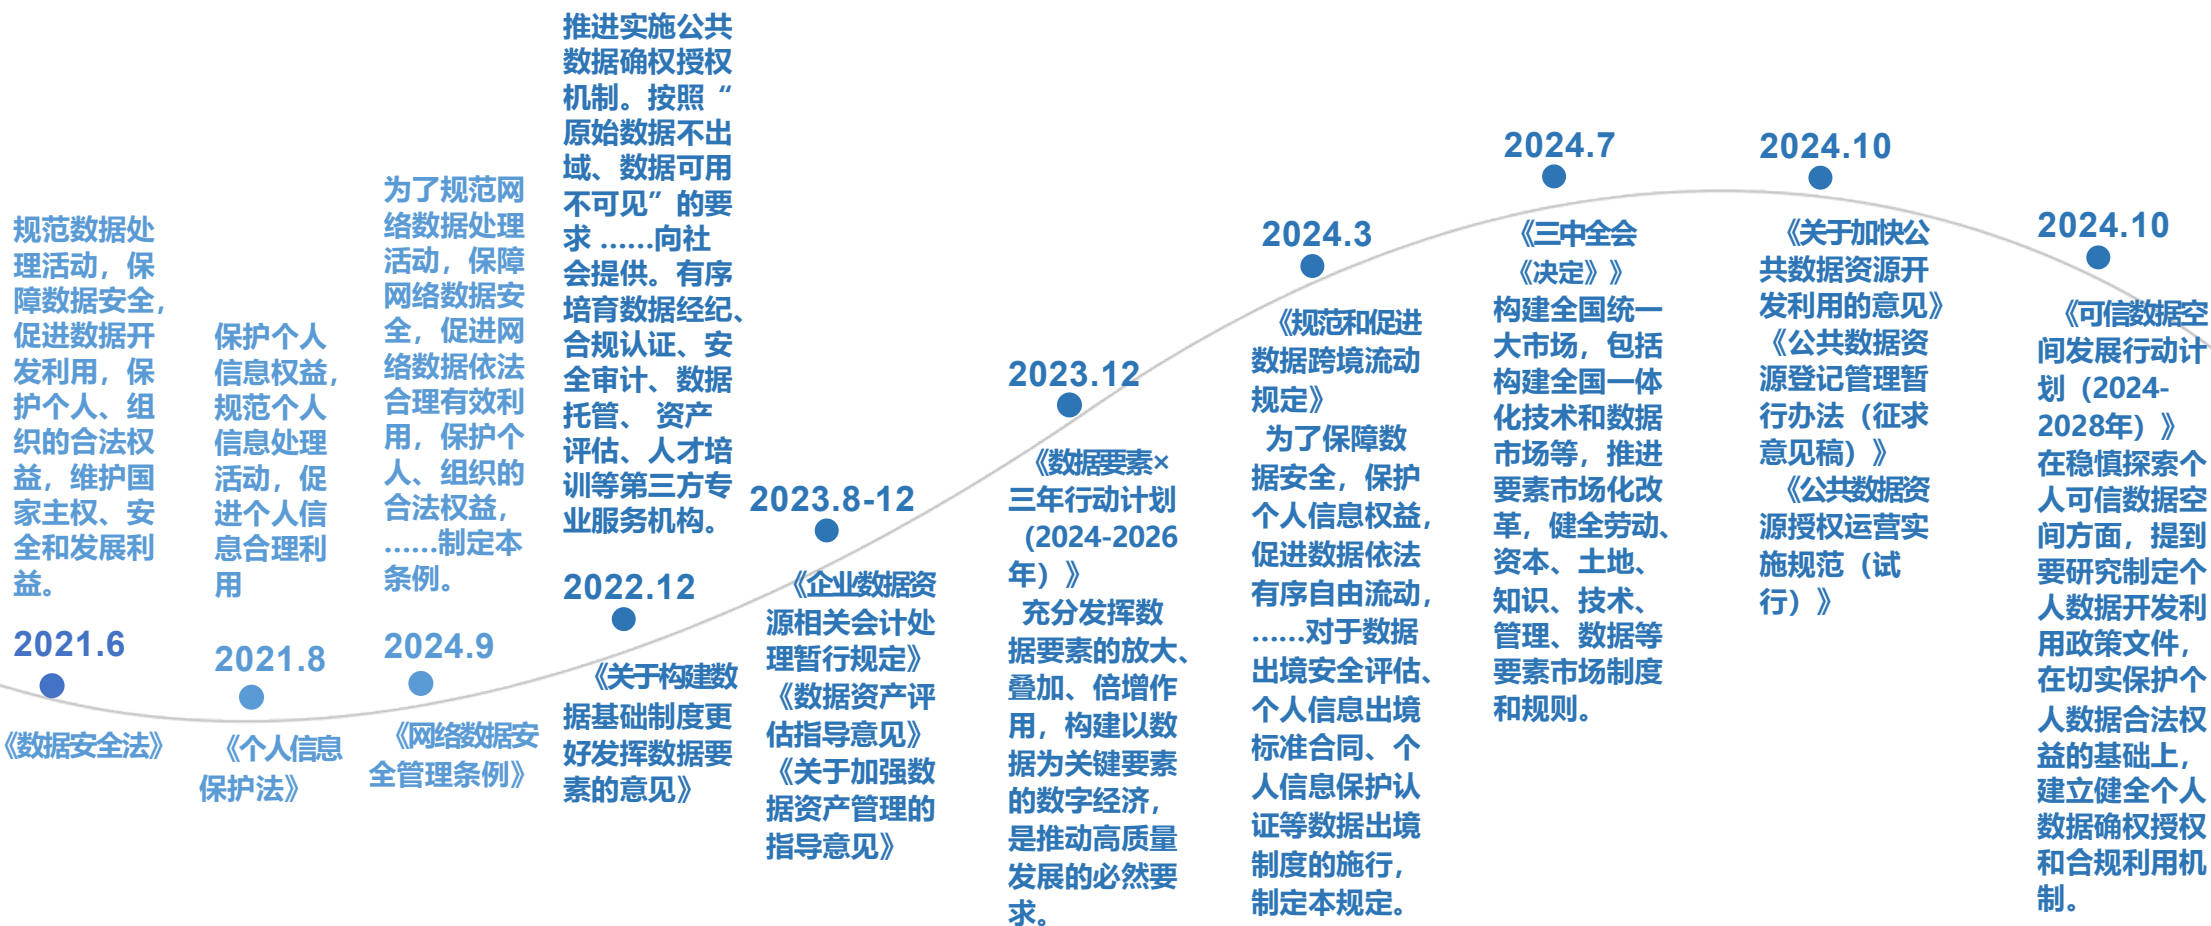 规范数据处
理活动，保
障数据安全，
促进数据开
发利用，保
护个人、组
织的合法权
益，维护国
家主权、安
全和发展利
益。
2021.6
《数据安全法》
保护个人
信息权益，
规范个人
信息处理
活动，促
进个人信
息合理利
用
2021.8
《个人信息
保护法》
为了规范网
络数据处理
活动，保障
网络数据安
全，促进网
络数据依法
合理有效利
用，保护个
人、组织的
合法权益，
……制定本
条例。
2024.9
《网络数据安
全管理条例》
推进实施公共
数据确权授权
机制。按照“
原始数据不出
域、数据可用
不可见”的要
求 ……向社
会提供。有序
培育数据经纪、
合规认证、安
全审计、数据
托管、 资产
评估、人才培
训等第三方专
业服务机构。
2022.12
《关于构建数
据基础制度更
好发挥数据要
素的意见》
2023.8-12
《企业数据资
源相关会计处
理暂行规定》
《数据资产评
估指导意见》
《关于加强数
据资产管理的
指导意见》
2023.12
《数据要素×
三年行动计划
（2024-2026
年）》
充分发挥数
据要素的放大、
叠加、倍增作
用，构建以数
据为关键要素
的数字经济，
是推动高质量
发展的必然要
求。
2024.3
《规范和促进
数据跨境流动
规定》
为了保障数
据安全，保护
个人信息权益，
促进数据依法
有序自由流动，
……对于数据
出境安全评估、
个人信息出境
标准合同、个
人信息保护认
证等数据出境
制度的施行，
制定本规定。
2024.7
《三中全会
《决定》》
构建全国统一
大市场，包括
构建全国一体
化技术和数据
市场等，推进
要素市场化改
革，健全劳动、
资本、土地、
知识、技术、
管理、数据等
要素市场制度
和规则。
2024.10
《关于加快公
共数据资源开
发利用的意见》
《公共数据资
源登记管理暂
行办法（征求
意见稿）》
《公共数据资
源授权运营实
施规范（试
行）》
2024.10
《可信数据空
间发展行动计
划（2024-
2028年）》
在稳慎探索个
人可信数据空
间方面，提到
要研究制定个
人数据开发利
用政策文件，
在切实保护个
人数据合法权
益的基础上，
建立健全个人
数据确权授权
和合规利用机
制。